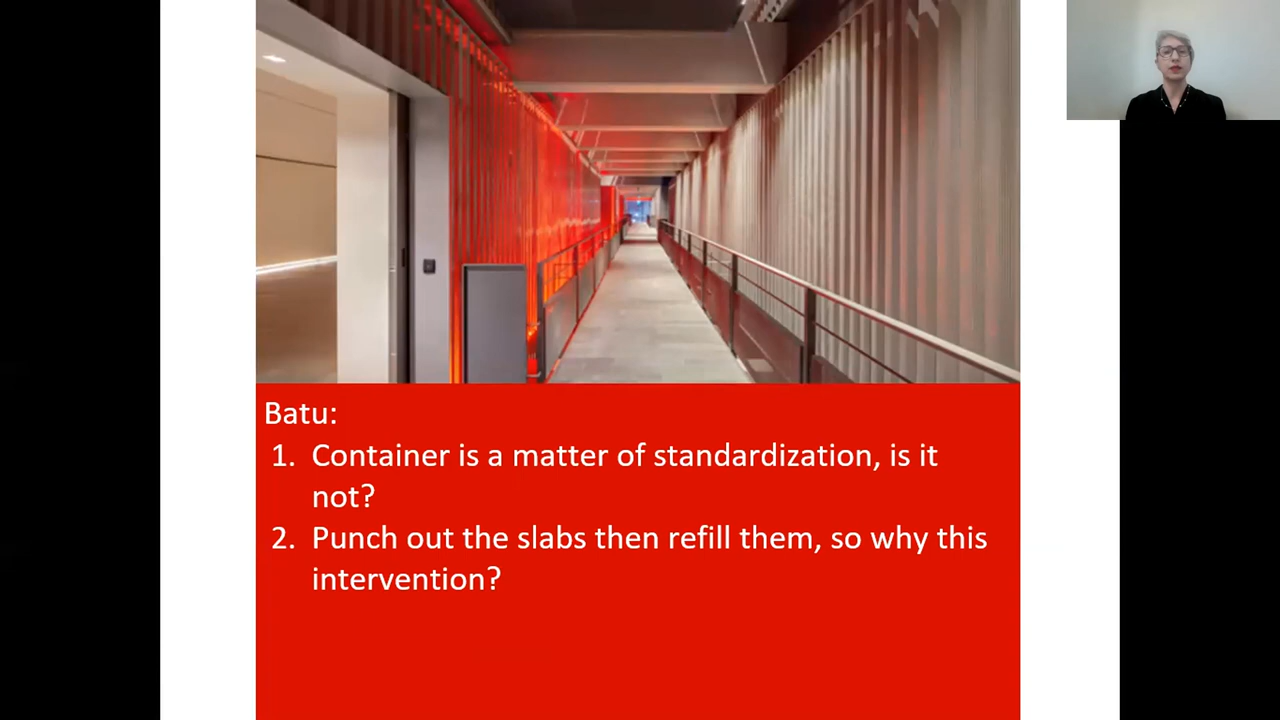 Batu:
1. Container is a matter of standardization, is it
not?
2. Punch out the slabs then refill them, so why this
intervention?